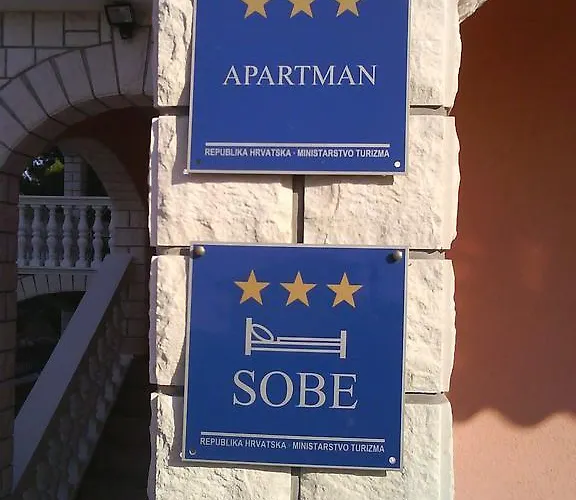 APARTMAN
REPUBLIKA HRVATSKA - MINISTARSTVO TURIZMA
SOBE
REPUBLIKA HRVATSKA - MINISTARSTVO TURIZMA